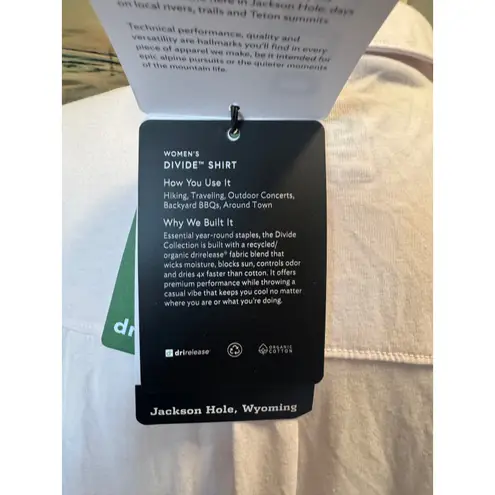 here in Jackson Hole: days
on local rivers, trails and Teton summits.
Technical performance, quality and
versatility are hallmarks you'll find in every
piece of apparel we make, be it intended for
epic alpine pursuits or the quieter moments
of the mountain life.
WOMEN'S
DIVIDE™ SHIRT
How You Use It
Hiking, Traveling, Outdoor Concerts,
Backyard BBQs, Around Town
Why We Built It
Essential year-round staples, the Divide
Collection is built with a recycled/
organic drirelease® fabric blend that
wicks moisture, blocks sun, controls odor
and dries 4x faster than cotton. It offers
premium performance while throwing a
casual vibe that keeps you cool no matter
where you are or what you're doing.
drirelease®
ORGANIC
COTTON
Jackson Hole, Wyoming